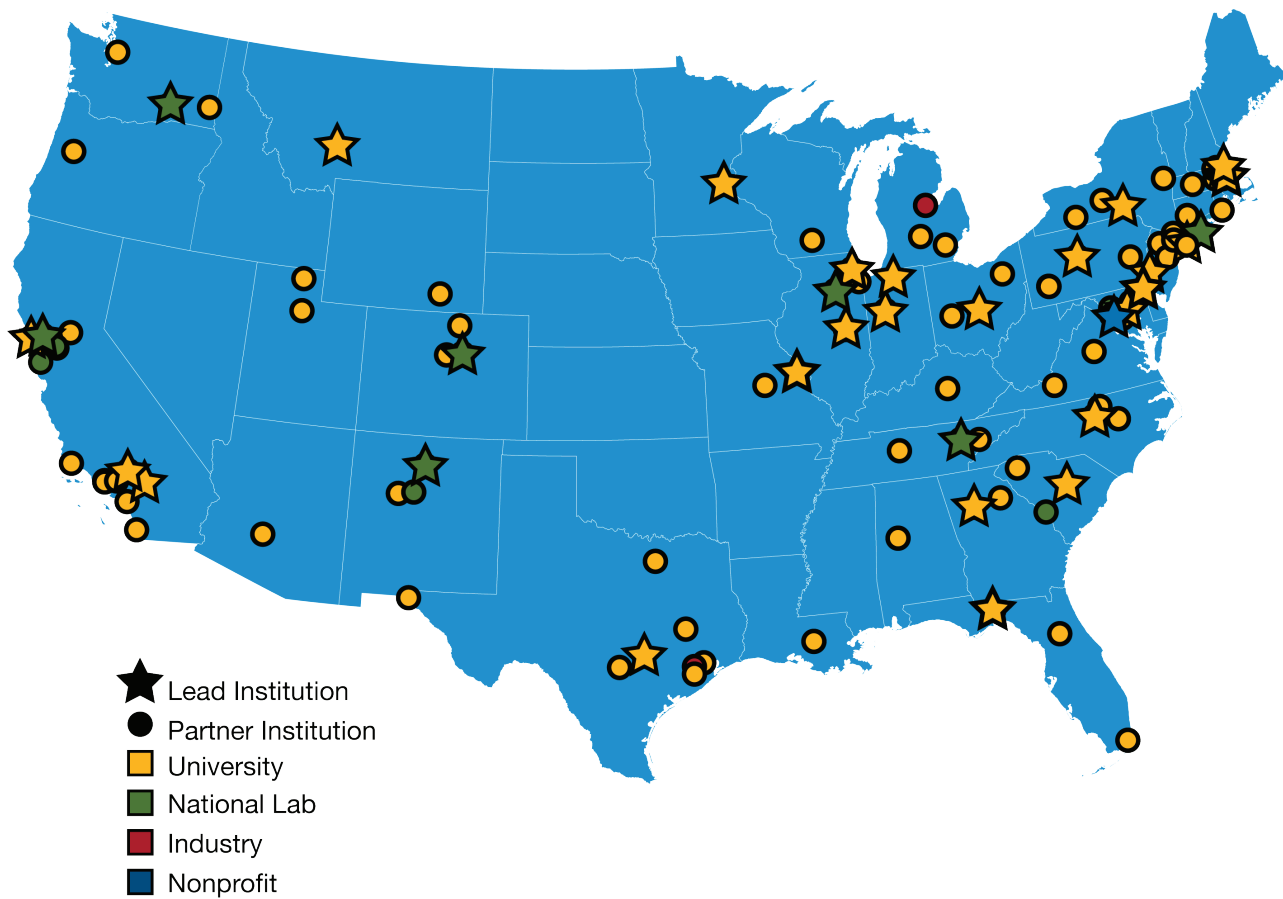 Lead Institution
Partner Institution
University
National Lab
Industry
Nonprofit